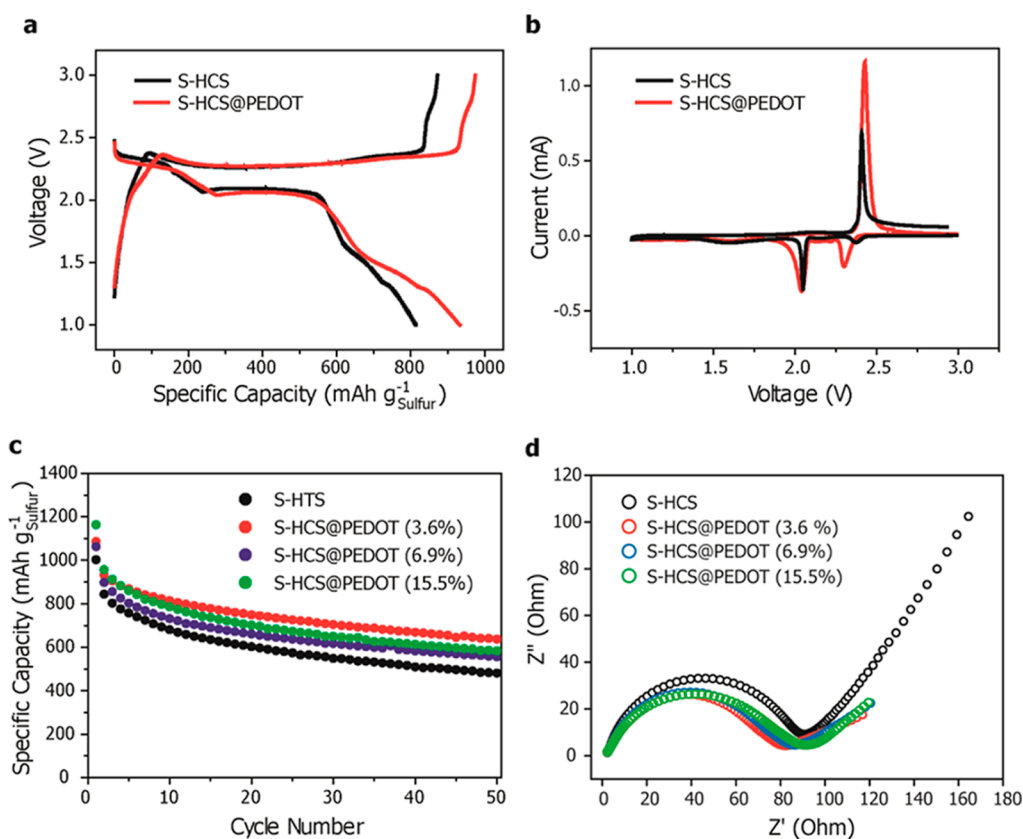 a
S-HCS
S-HCS@PEDOT
Voltage (V)
3.0
2.5
2.0
1.5
1.0
0 200 400 600 800 1000
Specific Capacity (mAh g⁻¹Sulfur)
b
S-HCS
S-HCS@PEDOT
Current (mA)
1.0
0.5
0.0
-0.5
1.0 1.5 2.0 2.5 3.0
Voltage (V)
c
S-HTS
S-HCS@PEDOT (3.6%)
S-HCS@PEDOT (6.9%)
S-HCS@PEDOT (15.5%)
Specific Capacity (mAh g⁻¹Sulfur)
1400
1200
1000
800
600
400
200
0
0 10 20 30 40 50
Cycle Number
d
S-HCS
S-HCS@PEDOT (3.6 %)
S-HCS@PEDOT (6.9%)
S-HCS@PEDOT (15.5%)
Z'' (Ohm)
120
100
80
60
40
20
0
0 20 40 60 80 100 120 140 160 180
Z' (Ohm)